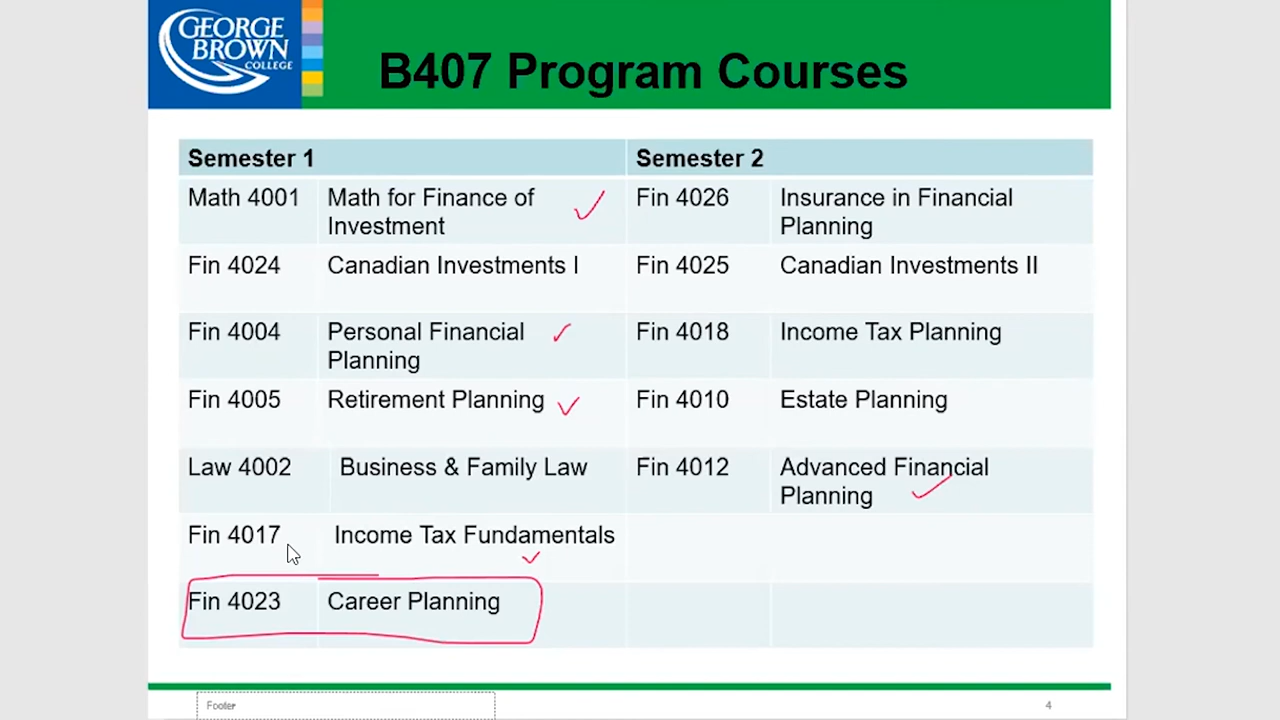 GEORGE
BROWN
COLLEGE
B407 Program Courses
Semester 1
Semester 2
Math 4001
Math for Finance of
Investment
Fin 4026
Insurance in Financial
Planning
Fin 4024
Canadian Investments I
Fin 4025
Canadian Investments II
Fin 4004
Personal Financial
Planning
Fin 4018
Income Tax Planning
Fin 4005
Retirement Planning
Fin 4010
Estate Planning
Law 4002
Business & Family Law
Fin 4012
Advanced Financial
Planning
Fin 4017
Income Tax Fundamentals
Fin 4023
Career Planning
Footer
4